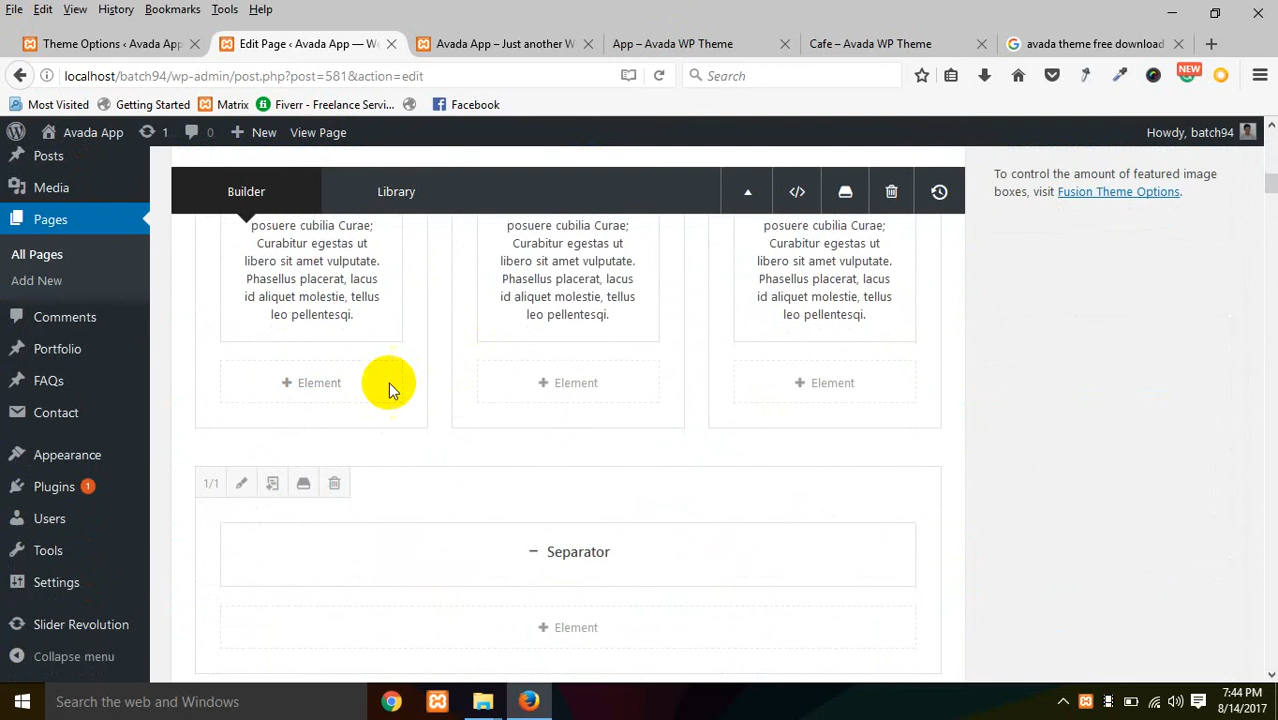 File Edit View History Bookmarks Tools Help
Theme Options ‹ Avada App Edit Page ‹ Avada App — Wo Avada App – Just another W App – Avada WP Theme Cafe – Avada WP Theme avada theme free download
localhost/batch94/wp-admin/post.php?post=581&action=edit Search NEW
Most Visited Getting Started Matrix Fiverr - Freelance Servi... Facebook
Avada App 1 0 New View Page Howdy, batch94
Posts
Media
Pages
All Pages
Add New
Comments
Portfolio
FAQs
Contact
Appearance
Plugins 1
Users
Tools
Settings
Slider Revolution
Collapse menu
Builder Library
posuere cubilia Curae;
Curabitur egestas ut
libero sit amet vulputate.
Phasellus placerat, lacus
id aliquet molestie, tellus
leo pellentesqi.
Element
posuere cubilia Curae;
Curabitur egestas ut
libero sit amet vulputate.
Phasellus placerat, lacus
id aliquet molestie, tellus
leo pellentesqi.
Element
posuere cubilia Curae;
Curabitur egestas ut
libero sit amet vulputate.
Phasellus placerat, lacus
id aliquet molestie, tellus
leo pellentesqi.
Element
1/1
Separator
Element
To control the amount of featured image
boxes, visit Fusion Theme Options.
Search the web and Windows
7:44 PM
8/14/2017